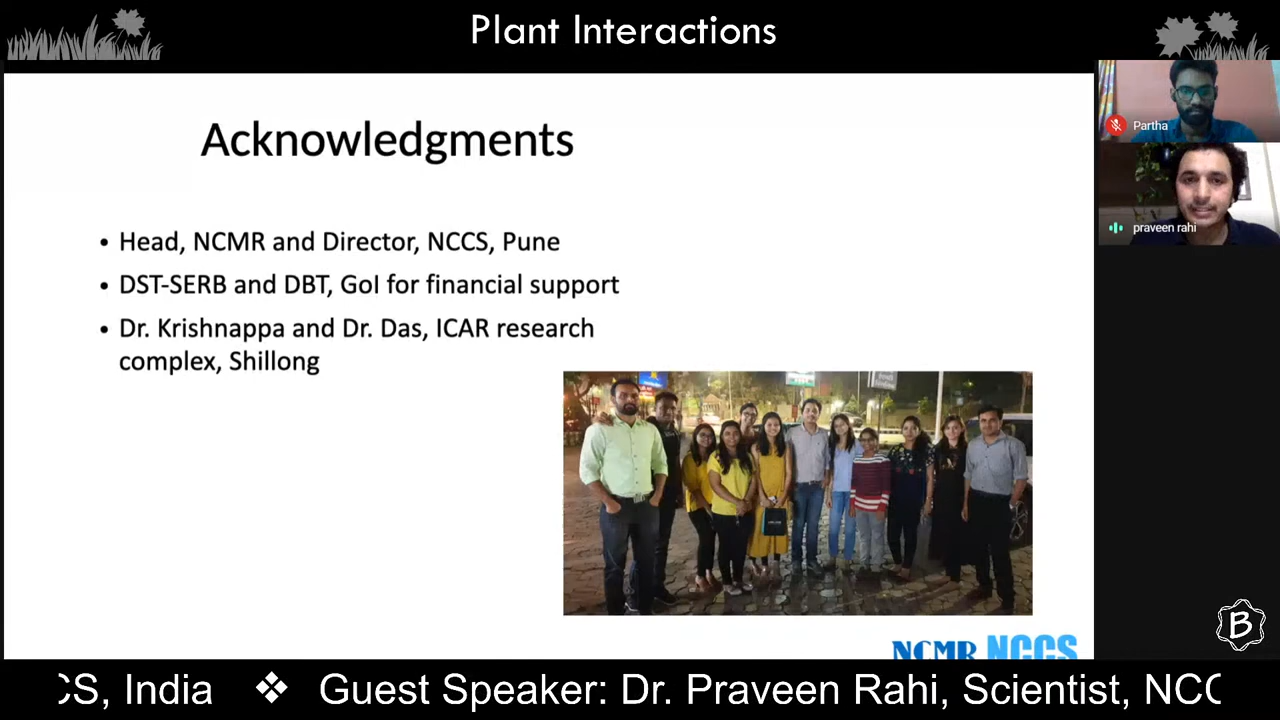 Plant Interactions
Acknowledgments
• Head, NCMR and Director, NCCS, Pune
• DST-SERB and DBT, GoI for financial support
• Dr. Krishnappa and Dr. Das, ICAR research
complex, Shillong
Partha
praveen rahi
NCMR NCCS
B
CS, India ❖ Guest Speaker: Dr. Praveen Rahi, Scientist, NCC